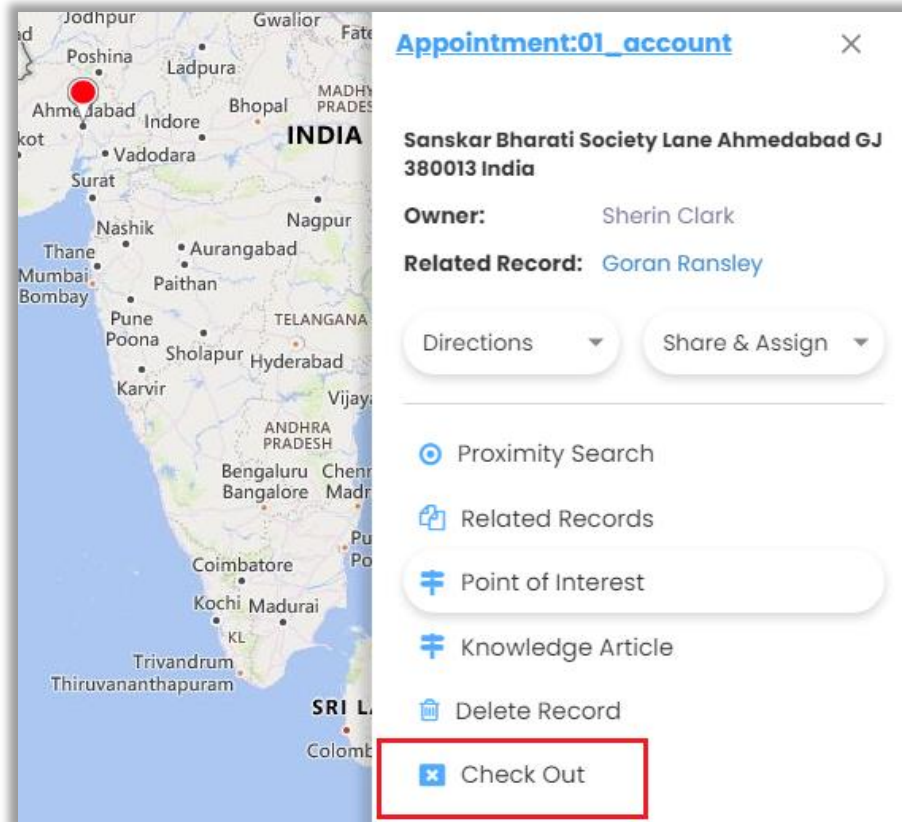 Jodhpur
Gwalior
Poshina
Ladpura
Ahmedabad
Bhopal
Indore
INDIA
Vadodara
Surat
Nagpur
Nashik
Aurangabad
Thane
Mumbai
Bombay
Paithan
Pune
Poona
TELANGANA
Sholapur
Hyderabad
Karvir
ANDHRA
PRADESH
Bengaluru
Bangalore
Coimbatore
Kochi
Madurai
KL
Trivandrum
Thiruvananthapuram
Appointment:01_account
Sanskar Bharati Society Lane Ahmedabad GJ
380013 India
Owner: Sherin Clark
Related Record: Goran Ransley
Directions
Share & Assign
Proximity Search
Related Records
Point of Interest
Knowledge Article
Delete Record
Check Out